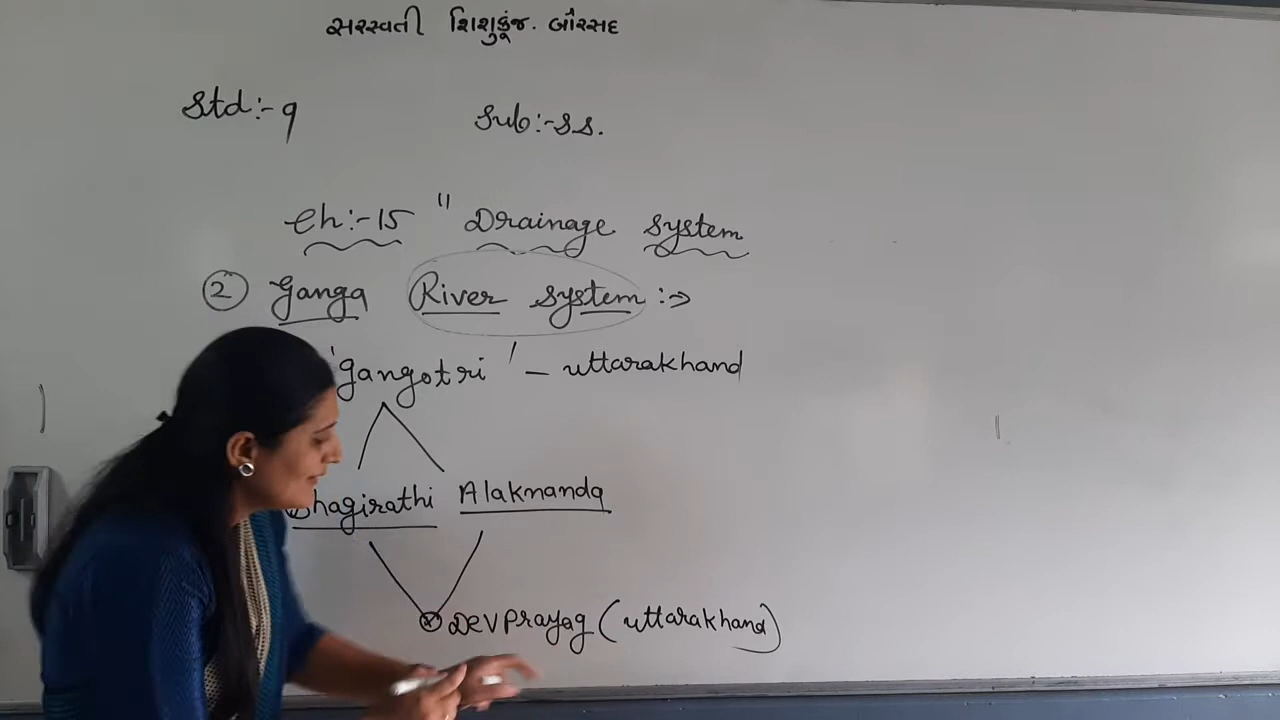 સરસ્વતી શિશુકુંજ. બોરસદ
Std:- 9
Sub:- S.S.
Ch:- 15 " Drainage System
2 Ganga River System :⇒
'Gangotri' – uttarakhand
Bhagirathi Alaknanda
Devprayag (uttarakhand)